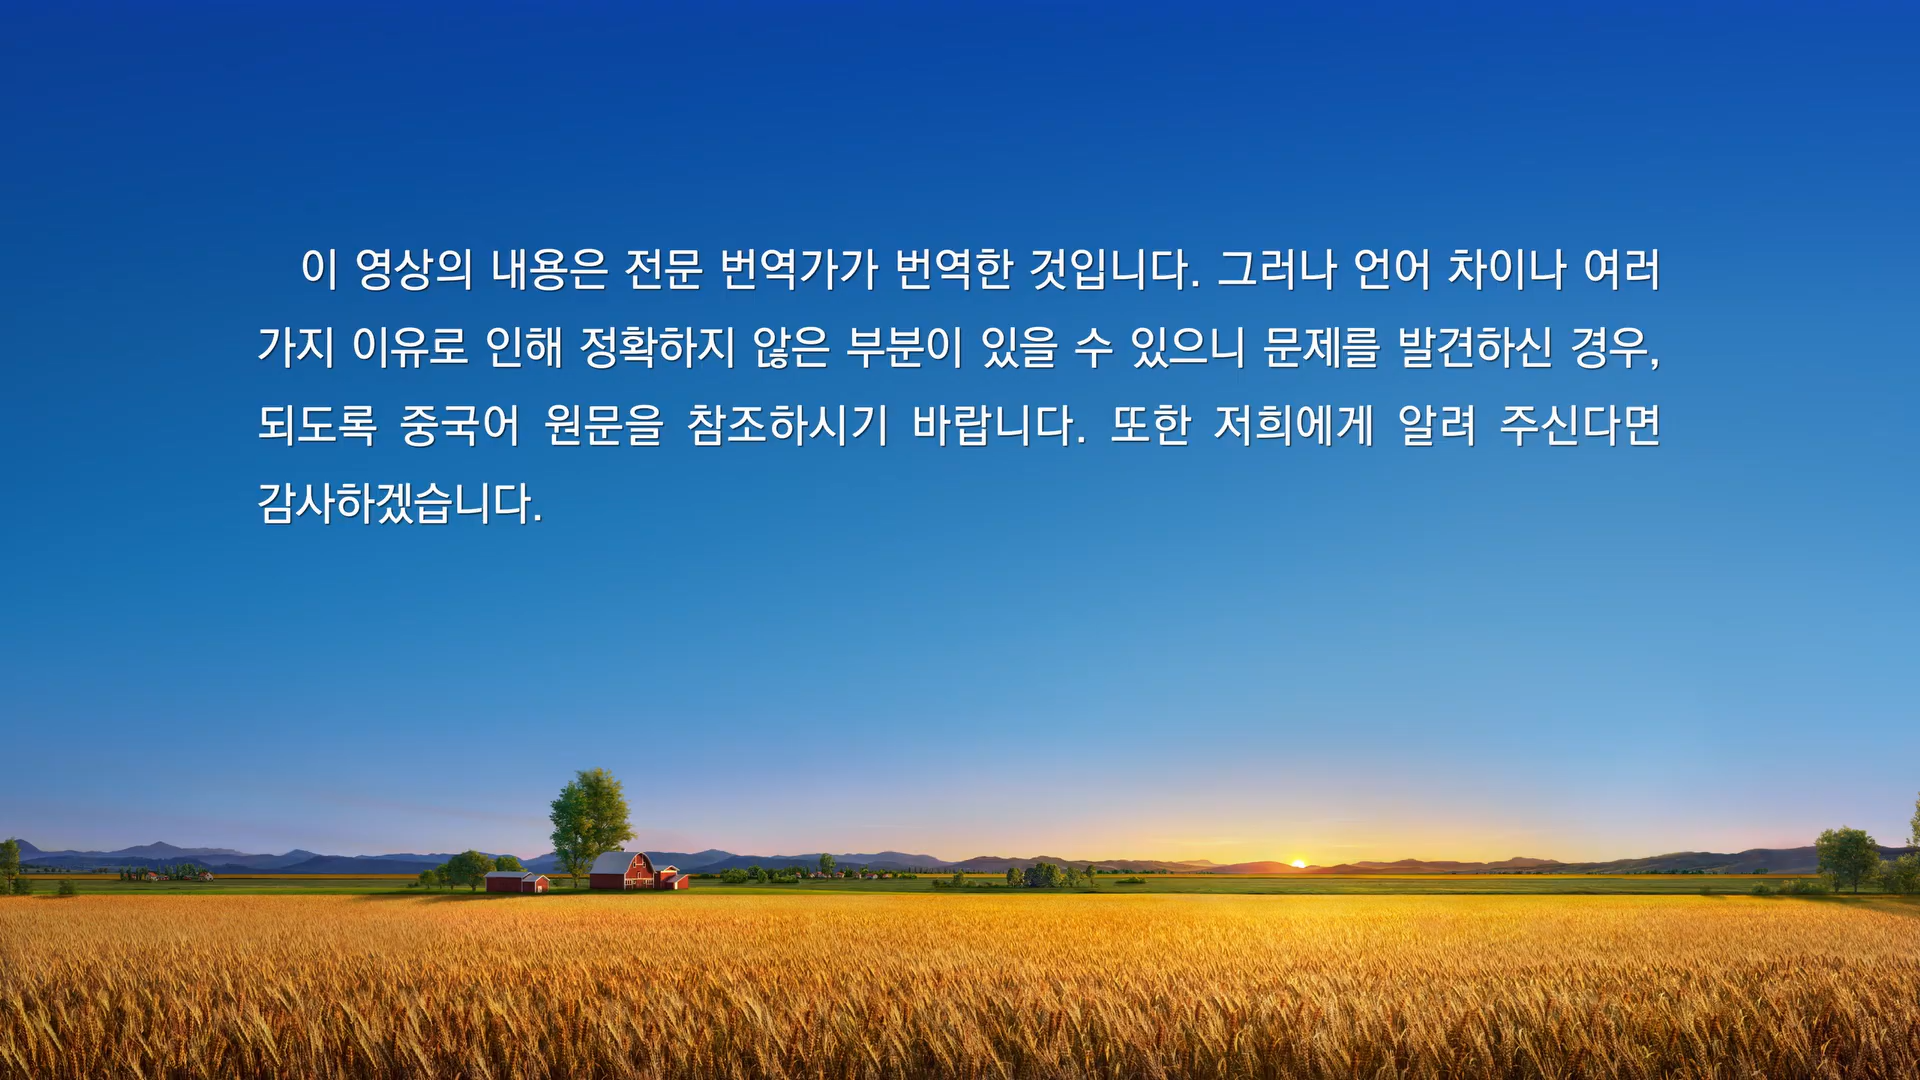 이 영상의 내용은 전문 번역가가 번역한 것입니다. 그러나 언어 차이나 여러
가지 이유로 인해 정확하지 않은 부분이 있을 수 있으니 문제를 발견하신 경우,
되도록 중국어 원문을 참조하시기 바랍니다. 또한 저희에게 알려 주신다면
감사하겠습니다.